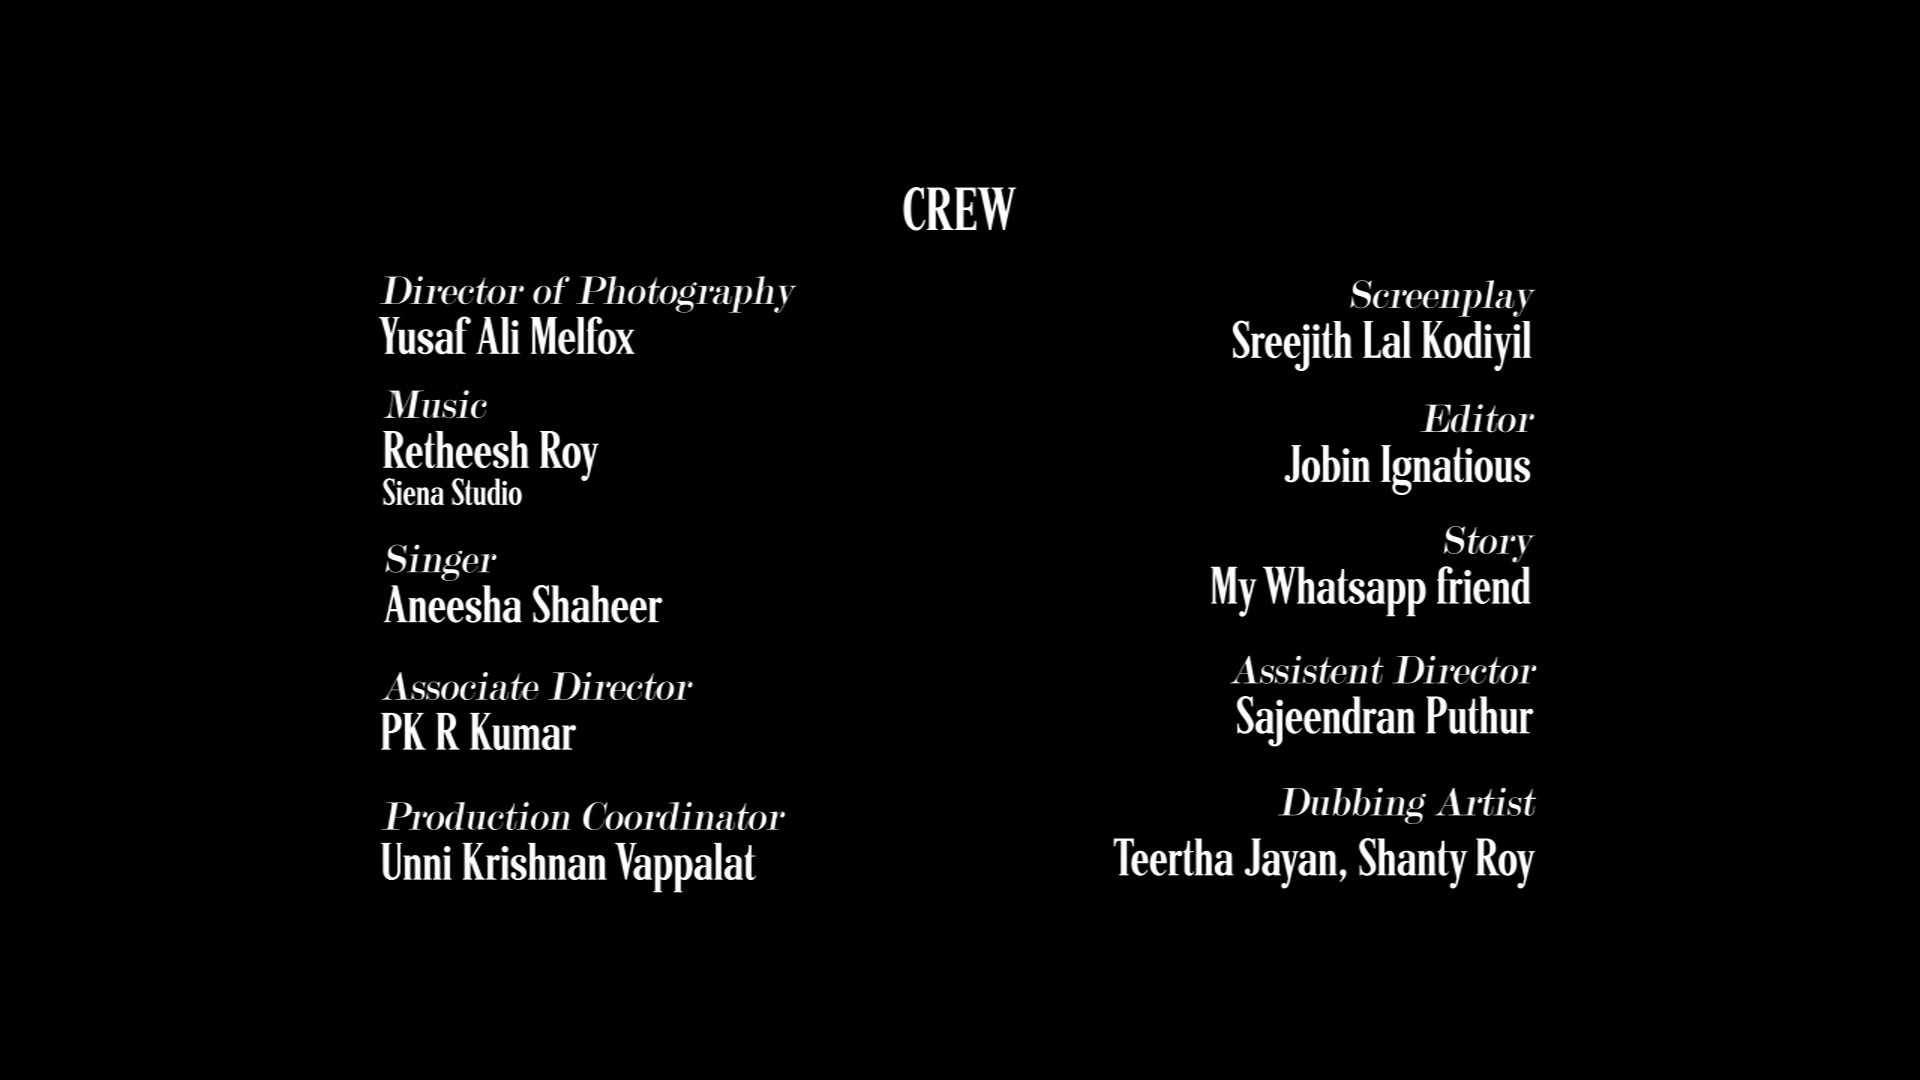 CREW
Director of Photography
Yusaf Ali Melfox
Music
Retheesh Roy
Siena Studio
Singer
Aneesha Shaheer
Associate Director
PK R Kumar
Production Coordinator
Unni Krishnan Vappalat
Screenplay
Sreejith Lal Kodiyil
Editor
Jobin Ignatious
Story
My Whatsapp friend
Assistent Director
Sajeendran Puthur
Dubbing Artist
Teertha Jayan, Shanty Roy